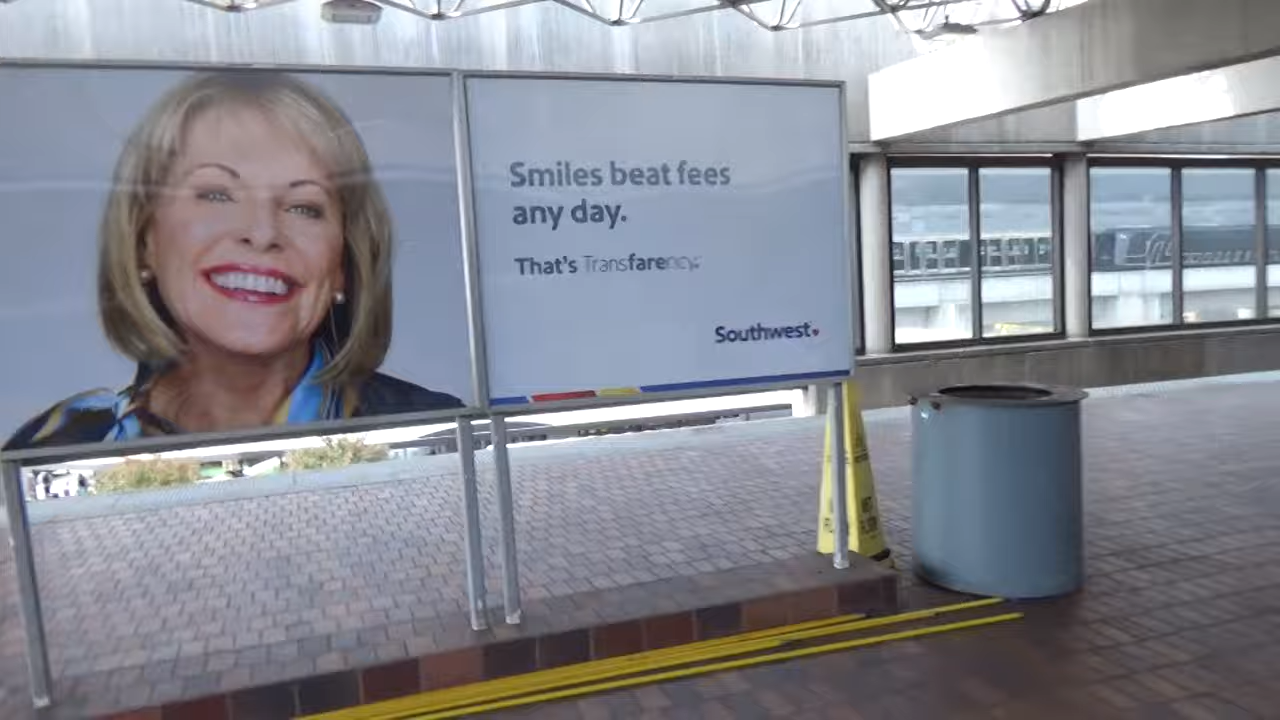 Smiles beat fees
any day.
That's Transfarency.
Southwest